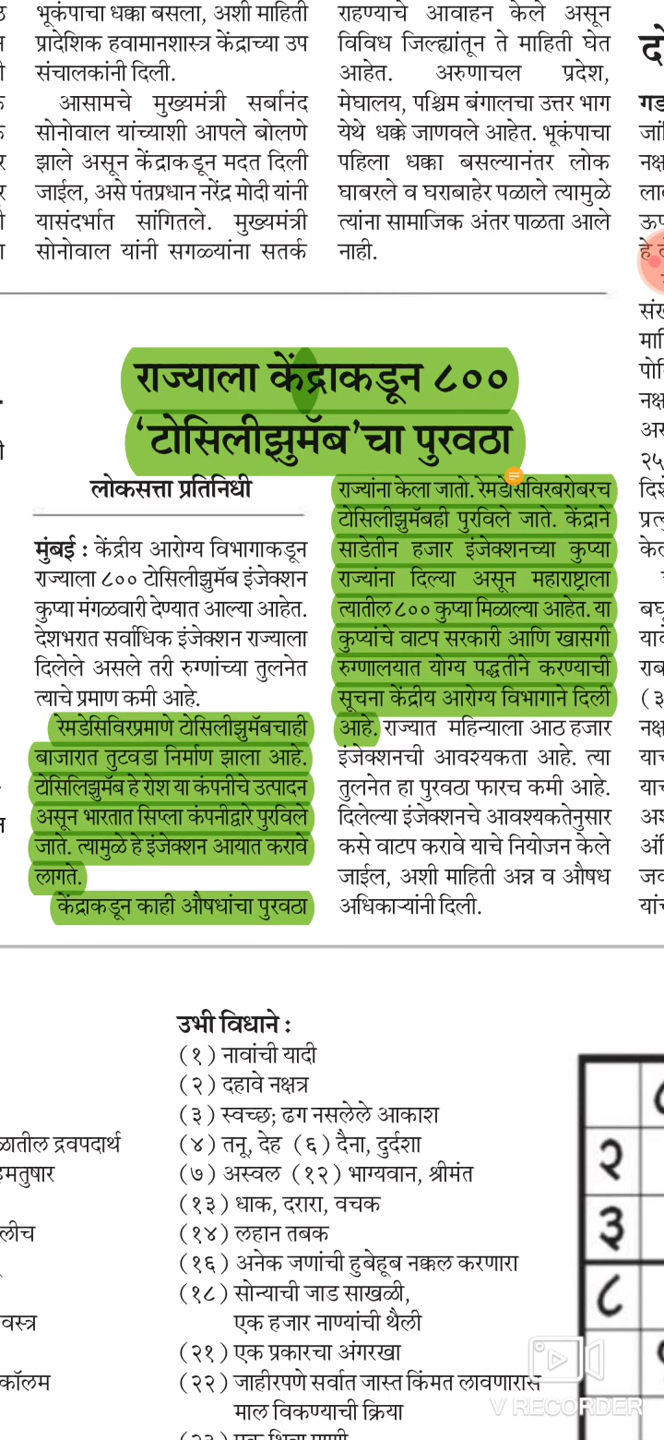 भूकंपाचा धक्का बसला, अशी माहिती
प्रादेशिक हवामानशास्त्र केंद्राच्या उप
संचालकांनी दिली.
आसामचे मुख्यमंत्री सर्बानंद
सोनोवाल यांच्याशी आपले बोलणे
झाले असून केंद्राकडून मदत दिली
जाईल, असे पंतप्रधान नरेंद्र मोदी यांनी
यासंदर्भात सांगितले. मुख्यमंत्री
सोनोवाल यांनी सगळ्यांना सतर्क
राहण्याचे आवाहन केले असून
विविध जिल्ह्यांतून ते माहिती घेत
आहेत. अरुणाचल प्रदेश,
मेघालय, पश्चिम बंगालचा उत्तर भाग
येथे धक्के जाणवले आहेत. भूकंपाचा
पहिला धक्का बसल्यानंतर लोक
घाबरले व घराबाहेर पळाले त्यामुळे
त्यांना सामाजिक अंतर पाळता आले
नाही.
राज्याला केंद्राकडून ८००
‘टोसिलीझुमॅब’चा पुरवठा
लोकसत्ता प्रतिनिधी
मुंबई : केंद्रीय आरोग्य विभागाकडून
राज्याला ८०० टोसिलीझुमॅब इंजेक्शन
कुप्या मंगळवारी देण्यात आल्या आहेत.
देशभरात सर्वाधिक इंजेक्शन राज्याला
दिलेले असले तरी रुग्णांच्या तुलनेत
त्याचे प्रमाण कमी आहे.
रेमडेसिविरप्रमाणे टोसिलीझुमॅबचाही
बाजारात तुटवडा निर्माण झाला आहे.
टोसिलिझुमॅब हे रोश या कंपनीचे उत्पादन
असून भारतात सिप्ला कंपनीद्वारे पुरविले
जाते. त्यामुळे हे इंजेक्शन आयात करावे
लागते.
केंद्राकडून काही औषधांचा पुरवठा
राज्यांना केला जातो. रेमडेसिविरबरोबरच
टोसिलीझुमॅबही पुरविले जाते. केंद्राने
साडेतीन हजार इंजेक्शनच्या कुप्या
राज्यांना दिल्या असून महाराष्ट्राला
त्यातील ८०० कुप्या मिळाल्या आहेत. या
कुप्यांचे वाटप सरकारी आणि खासगी
रुग्णालयात योग्य पद्धतीने करण्याची
सूचना केंद्रीय आरोग्य विभागाने दिली
आहे. राज्यात महिन्याला आठ हजार
इंजेक्शनची आवश्यकता आहे. त्या
तुलनेत हा पुरवठा फारच कमी आहे.
दिलेल्या इंजेक्शनचे आवश्यकतेनुसार
कसे वाटप करावे याचे नियोजन केले
जाईल, अशी माहिती अन्न व औषध
अधिकाऱ्यांनी दिली.
उभी विधाने :
(१) नावांची यादी
(२) दहावे नक्षत्र
(३) स्वच्छ; ढग नसलेले आकाश
(४) तनू, देह (६) दैना, दुर्दशा
(७) अस्वल (१२) भाग्यवान, श्रीमंत
(१३) धाक, दरारा, वचक
(१४) लहान तबक
(१६) अनेक जणांची हुबेहूब नक्कल करणारा
(१८) सोन्याची जाड साखळी,
एक हजार नाण्यांची थैली
(२१) एक प्रकारचा अंगरखा
(२२) जाहीरपणे सर्वात जास्त किंमत लावणारास
माल विकण्याची क्रिया
२
३
८
V RECORDER